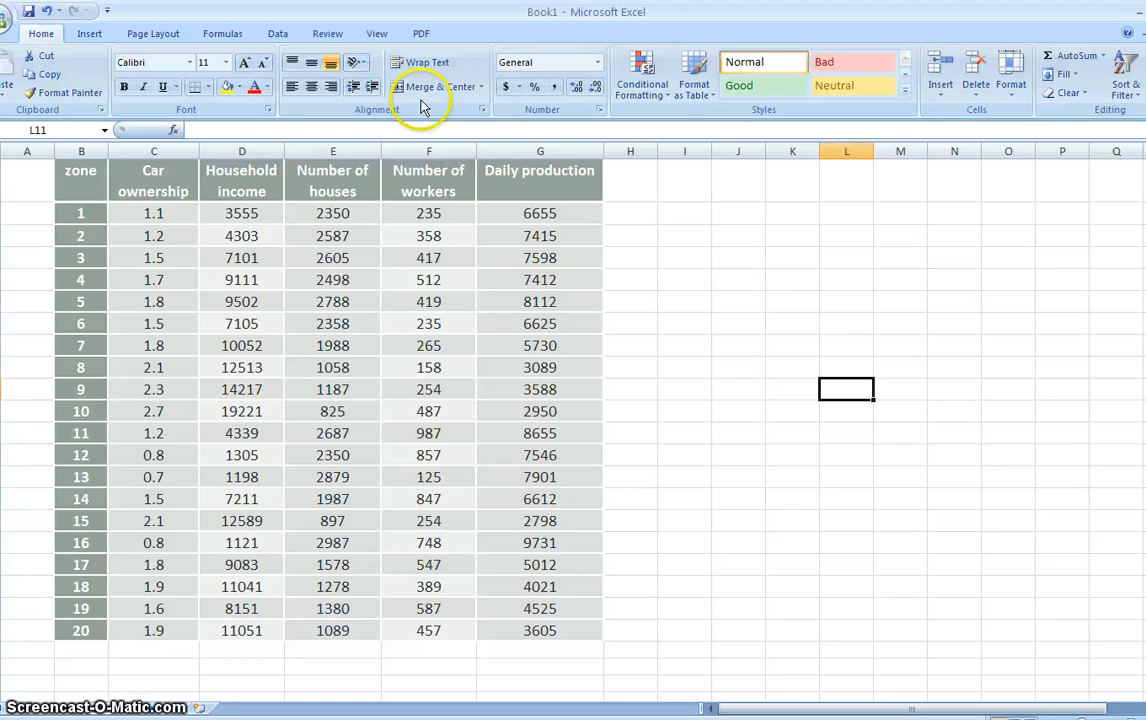 Book1 - Microsoft Excel
Home Insert Page Layout Formulas Data Review View PDF
Cut
Copy
Format Painter
Clipboard
Calibri 11
B I U
Font
Wrap Text
Merge & Center
Alignment
General
$ % ,
Number
Conditional Formatting
Format as Table
Normal Bad
Good Neutral
Styles
Insert Delete Format
Cells
AutoSum
Fill
Clear
Sort &
Filter
L11 fx
A B C D E F G H I J K L M N O P Q
zone Car ownership Household income Number of houses Number of workers Daily production
1 1.1 3555 2350 235 6655
2 1.2 4303 2587 358 7415
3 1.5 7101 2605 417 7598
4 1.7 9111 2498 512 7412
5 1.8 9502 2788 419 8112
6 1.5 7105 2358 235 6625
7 1.8 10052 1988 265 5730
8 2.1 12513 1058 158 3089
9 2.3 14217 1187 254 3588
10 2.7 19221 825 487 2950
11 1.2 4339 2687 987 8655
12 0.8 1305 2350 857 7546
13 0.7 1198 2879 125 7901
14 1.5 7211 1987 847 6612
15 2.1 12589 897 254 2798
16 0.8 1121 2987 748 9731
17 1.8 9083 1578 547 5012
18 1.9 11041 1278 389 4021
19 1.6 8151 1380 587 4525
20 1.9 11051 1089 457 3605
Screencast-O-Matic.com